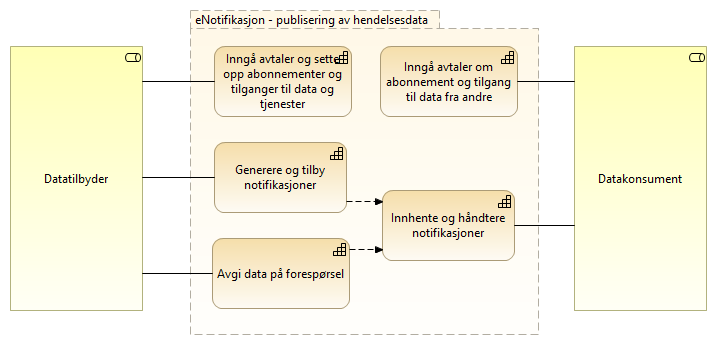 eNotifikasjon - publisering av hendelsesdata
Datatilbyder
Inngå avtaler og sette
opp abonnementer og
tilganger til data og
tjenester
Inngå avtaler om
abonnement og tilgang
til data fra andre
Generere og tilby
notifikasjoner
Innhente og håndtere
notifikasjoner
Avgi data på forespørsel
Datakonsument